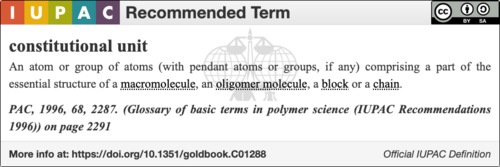 IUPAC Recommended Term
cc BY SA
constitutional unit
An atom or group of atoms (with pendant atoms or groups, if any) comprising a part of the
essential structure of a macromolecule, an oligomer molecule, a block or a chain.
PAC, 1996, 68, 2287. (Glossary of basic terms in polymer science (IUPAC Recommendations
1996)) on page 2291
More info at: https://doi.org/10.1351/goldbook.C01288
Official IUPAC Definition